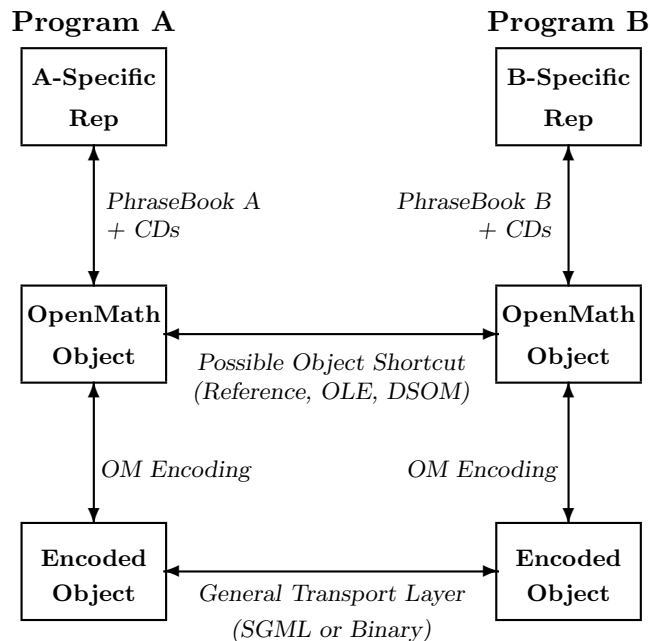 Program A
Program B
A-Specific
Rep
B-Specific
Rep
PhraseBook A
+ CDs
PhraseBook B
+ CDs
OpenMath
Object
OpenMath
Object
Possible Object Shortcut
(Reference, OLE, DSOM)
OM Encoding
OM Encoding
Encoded
Object
Encoded
Object
General Transport Layer
(SGML or Binary)